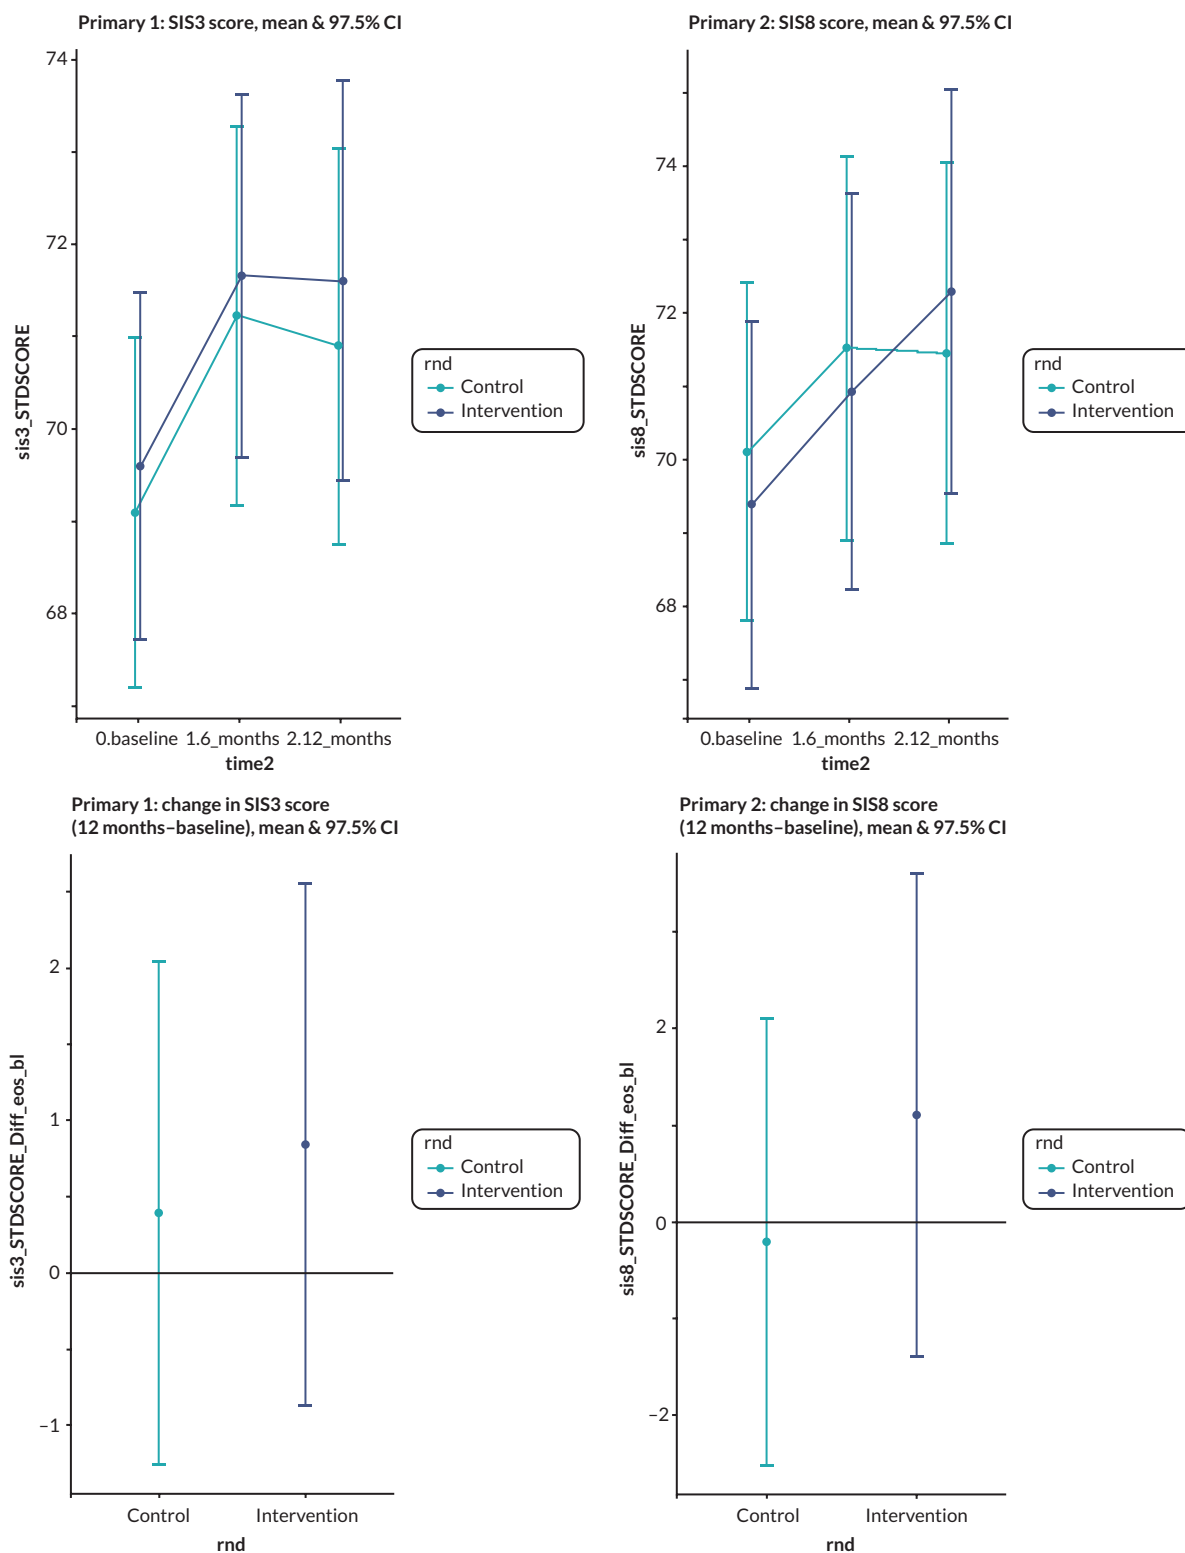 Primary 1: SIS3 score, mean & 97.5% CI
74
72
70
68
sis3_STDSCORE
0.baseline 1.6_months 2.12_months
time2
rnd
Control
Intervention
Primary 2: SIS8 score, mean & 97.5% CI
74
72
70
68
sis8_STDSCORE
0.baseline 1.6_months 2.12_months
time2
rnd
Control
Intervention
Primary 1: change in SIS3 score
(12 months–baseline), mean & 97.5% CI
2
1
0
–1
sis3_STDSCORE_Diff_eos_bl
Control Intervention
rnd
rnd
Control
Intervention
Primary 2: change in SIS8 score
(12 months–baseline), mean & 97.5% CI
2
0
–2
sis8_STDSCORE_Diff_eos_bl
Control Intervention
rnd
rnd
Control
Intervention